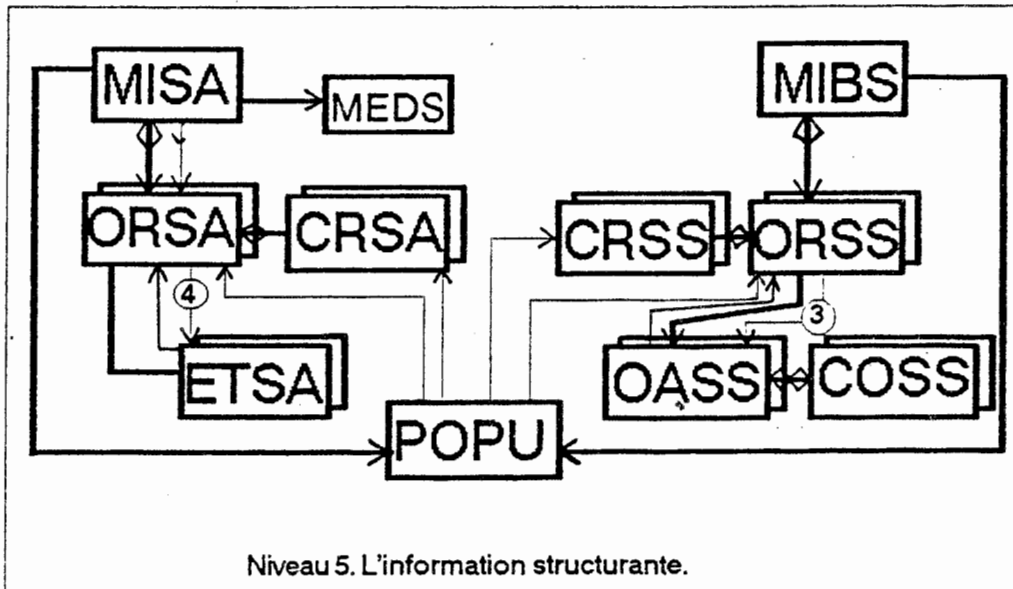 MISA
MEDS
MIBS
ORSA
CRSA
CRSS
ORSS
4
3
ETSA
OASS
COSS
POPU
Niveau 5. L'information structurante.